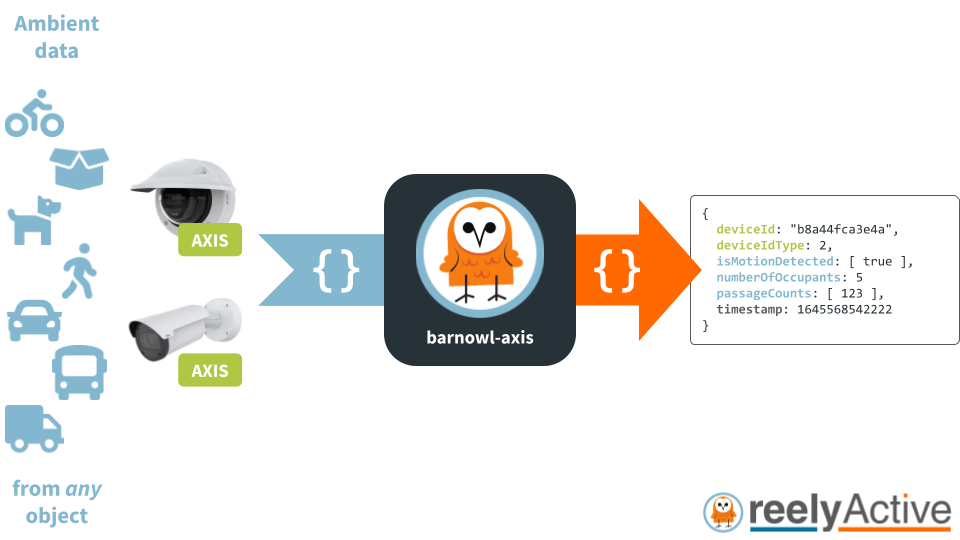 Ambient
data
AXIS
AXIS
from any
object
{}
barnowl-axis
{}
{
deviceId: "b8a44fca3e4a",
deviceIdType: 2,
isMotionDetected: [ true ],
numberOfOccupants: 5
passageCounts: [ 123 ],
timestamp: 1645568542222
}
reelyActive